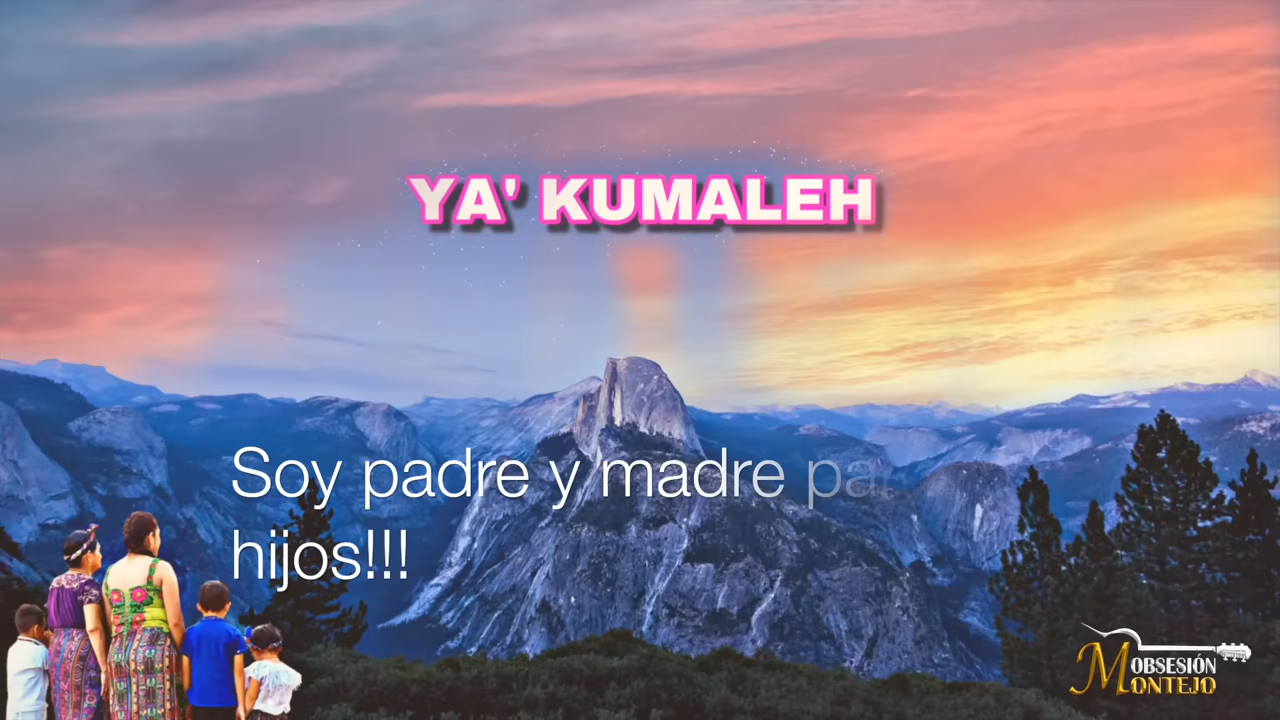 YA' KUMALEH
Soy padre y madre
hijos!!!
OBSESIÓN
MONTEJO